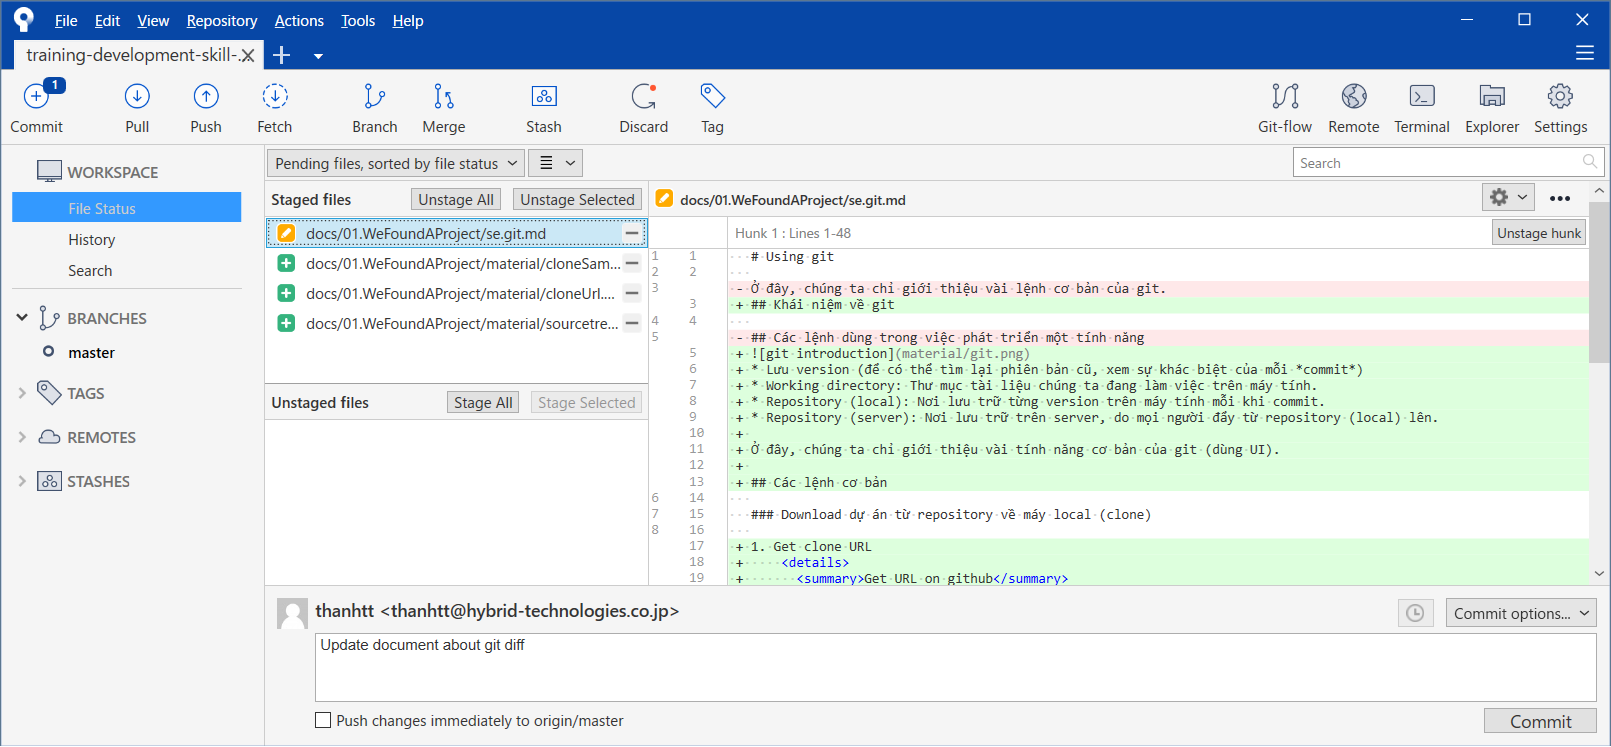 File Edit View Repository Actions Tools Help
training-development-skill-...
1
Commit Pull Push Fetch Branch Merge Stash Discard Tag Git-flow Remote Terminal Explorer Settings
WORKSPACE
File Status
History
Search
BRANCHES
master
TAGS
REMOTES
STASHES
Pending files, sorted by file status
Search
Staged files Unstage All Unstage Selected
docs/01.WeFoundAProject/se.git.md
docs/01.WeFoundAProject/material/cloneSam...
docs/01.WeFoundAProject/material/cloneUrl....
docs/01.WeFoundAProject/material/sourcetre...
Unstaged files Stage All Stage Selected
docs/01.WeFoundAProject/se.git.md
Hunk 1 : Lines 1-48 Unstage hunk
1 1 # Using git
2 2
3 - Ở đây, chúng ta chỉ giới thiệu vài lệnh cơ bản của git.
3 + ## Khái niệm về git
4 4
5 - ## Các lệnh dùng trong việc phát triển một tính năng
5 + ![git introduction](material/git.png)
6 + * Lưu version (để có thể tìm lại phiên bản cũ, xem sự khác biệt của mỗi *commit*)
7 + * Working directory: Thư mục tài liệu chúng ta đang làm việc trên máy tính.
8 + * Repository (local): Nơi lưu trữ từng version trên máy tính mỗi khi commit.
9 + * Repository (server): Nơi lưu trữ trên server, do mọi người đẩy từ repository (local) lên.
10 +
11 + Ở đây, chúng ta chỉ giới thiệu vài tính năng cơ bản của git (dùng UI).
12 +
13 + ## Các lệnh cơ bản
6 14
7 15 ### Download dự án từ repository về máy local (clone)
8 16
17 + 1. Get clone URL
18 + <details>
19 + <summary>Get URL on github</summary>
thanhtt <thanhtt@hybrid-technologies.co.jp>
Commit options...
Update document about git diff
Push changes immediately to origin/master
Commit